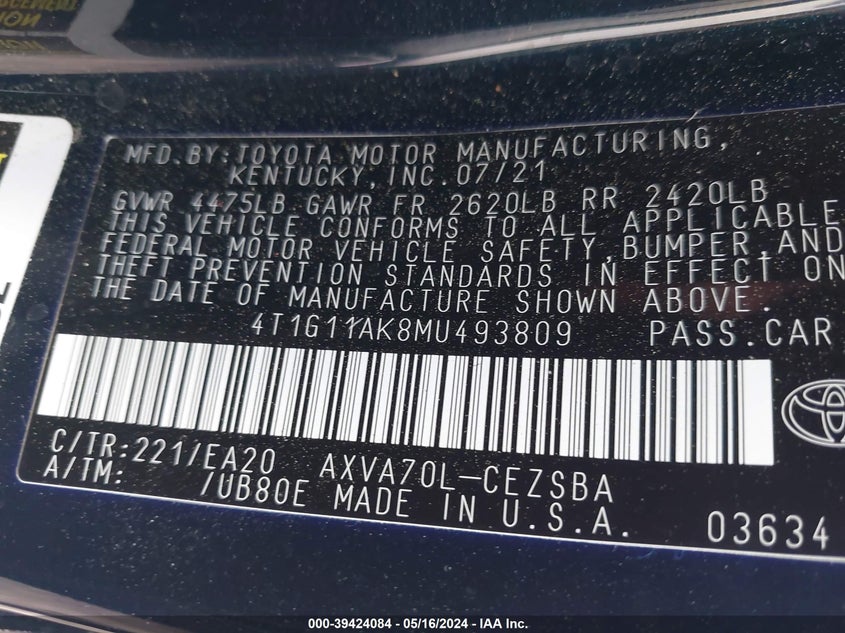 CEMENT
MFD.BY:TOYOTA MOTOR MANUFACTURING,
KENTUCKY,INC.07/21
GVWR 4475LB GAWR FR 2620LB RR 2420LB
THIS VEHICLE CONFORMS TO ALL APPLICABLE
FEDERAL MOTOR VEHICLE SAFETY,BUMPER,AND
THEFT PREVENTION STANDARDS IN EFFECT ON
THE DATE OF MANUFACTURE SHOWN ABOVE.
4T1G11AK8MU493809 PASS.CAR
C/TR:221/EA20 AXVA70L-CEZSBA
A/TM: /UB80E MADE IN U.S.A. 03634
000-39424084 - 05/16/2024 - IAA Inc.